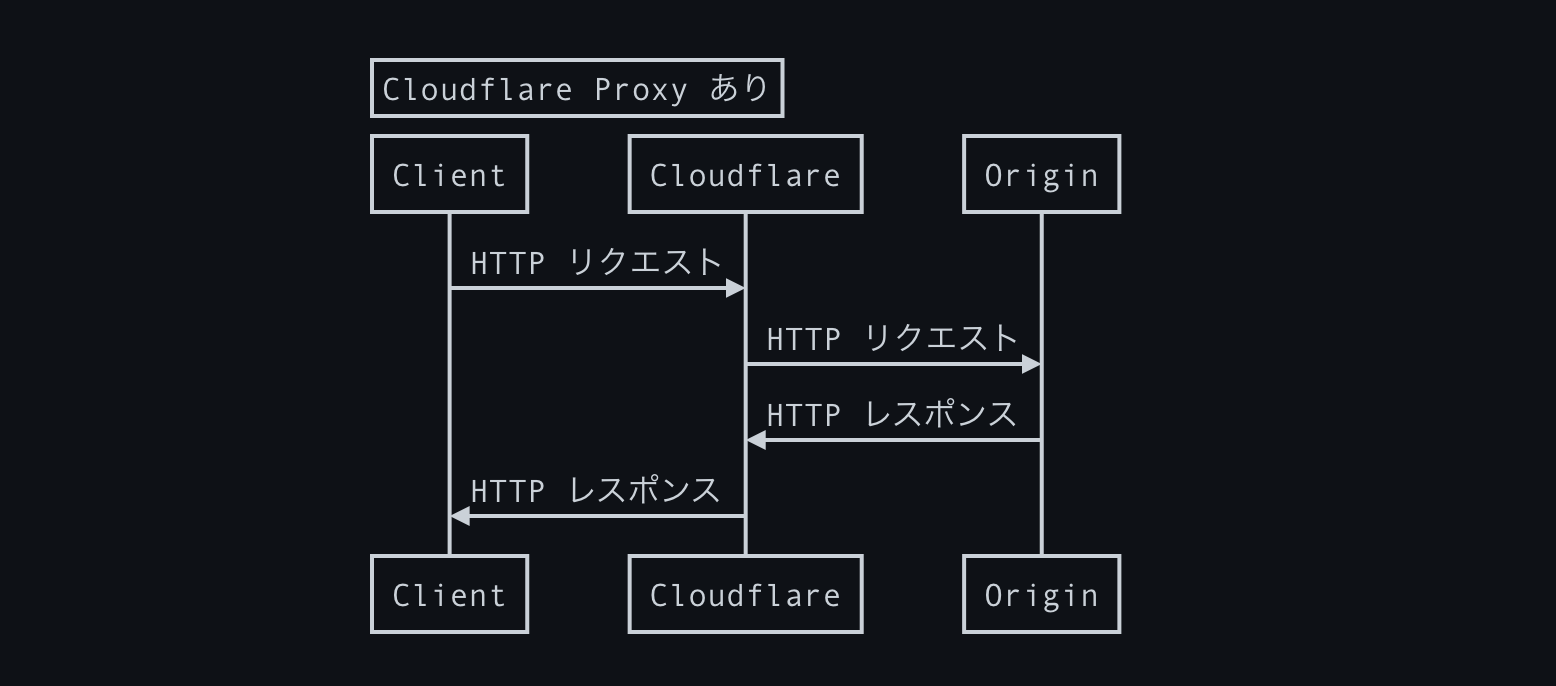 Cloudflare Proxy あり
Client
Cloudflare
Origin
HTTP リクエスト
HTTP リクエスト
HTTP レスポンス
HTTP レスポンス
Client
Cloudflare
Origin